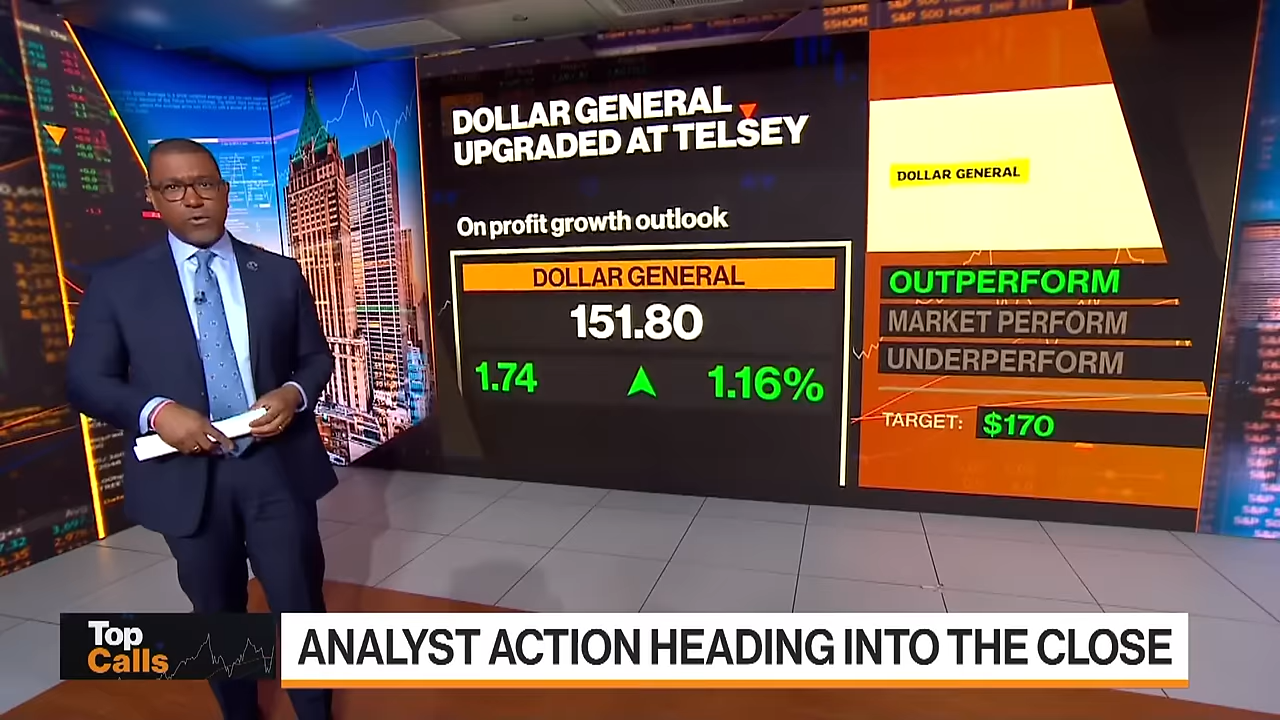 DOLLAR GENERAL
UPGRADED AT TELSEY
On profit growth outlook
DOLLAR GENERAL
151.80
1.74 1.16%
DOLLAR GENERAL
OUTPERFORM
MARKET PERFORM
UNDERPERFORM
TARGET: $170
Top
Calls
ANALYST ACTION HEADING INTO THE CLOSE